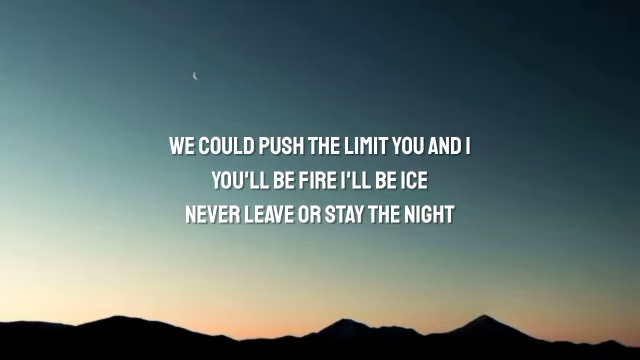 WE COULD PUSH THE LIMIT YOU AND I
YOU'LL BE FIRE I'LL BE ICE
NEVER LEAVE OR STAY THE NIGHT